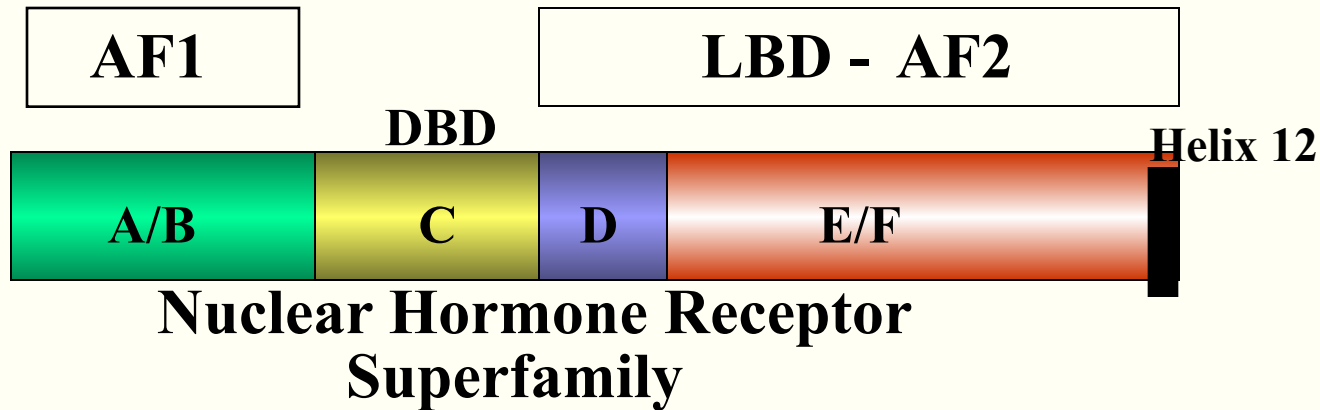 AF1
LBD - AF2
DBD
Helix 12
A/B
C
D
E/F
Nuclear Hormone Receptor
Superfamily